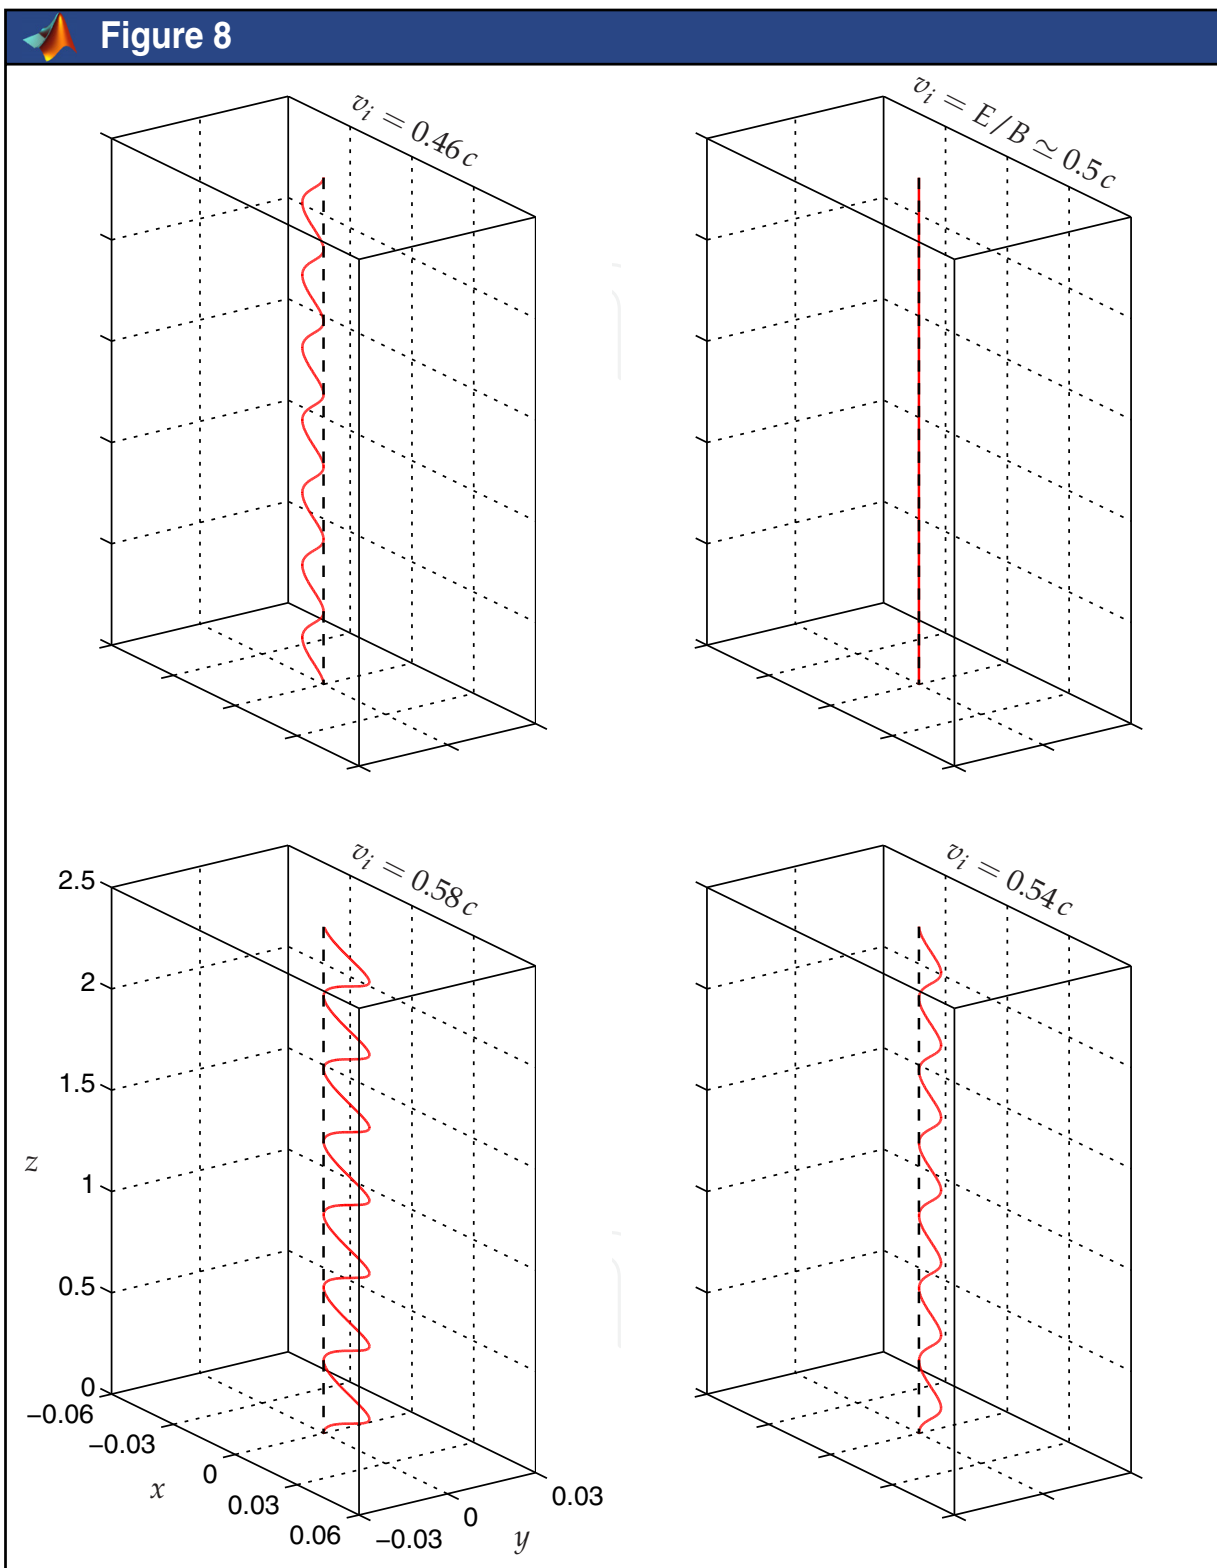 Figure 8
v_i = 0.46c
v_i = E/B ≃ 0.5c
v_i = 0.58c
v_i = 0.54c
2.5
2
1.5
z
1
0.5
0
−0.06
−0.03
0
x
0.03
0.06
−0.03
0
y
0.03